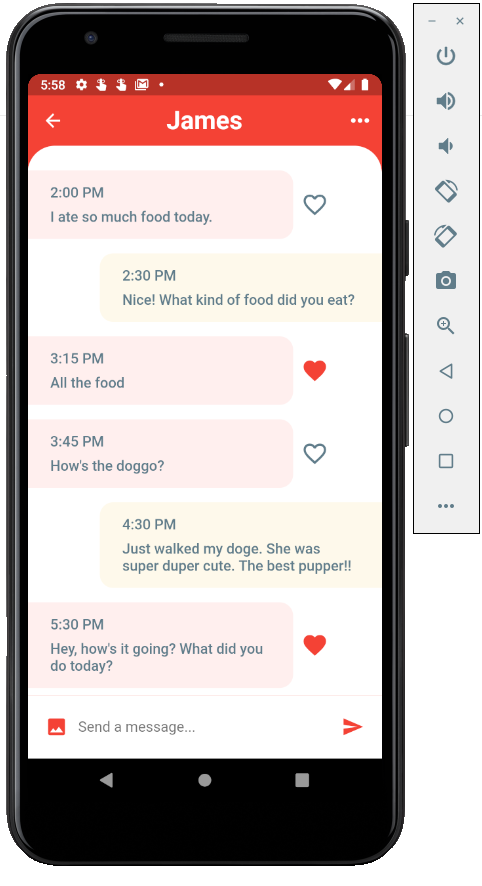 5:58
James
2:00 PM
I ate so much food today.
2:30 PM
Nice! What kind of food did you eat?
3:15 PM
All the food
3:45 PM
How's the doggo?
4:30 PM
Just walked my doge. She was
super duper cute. The best pupper!!
5:30 PM
Hey, how's it going? What did you
do today?
Send a message...